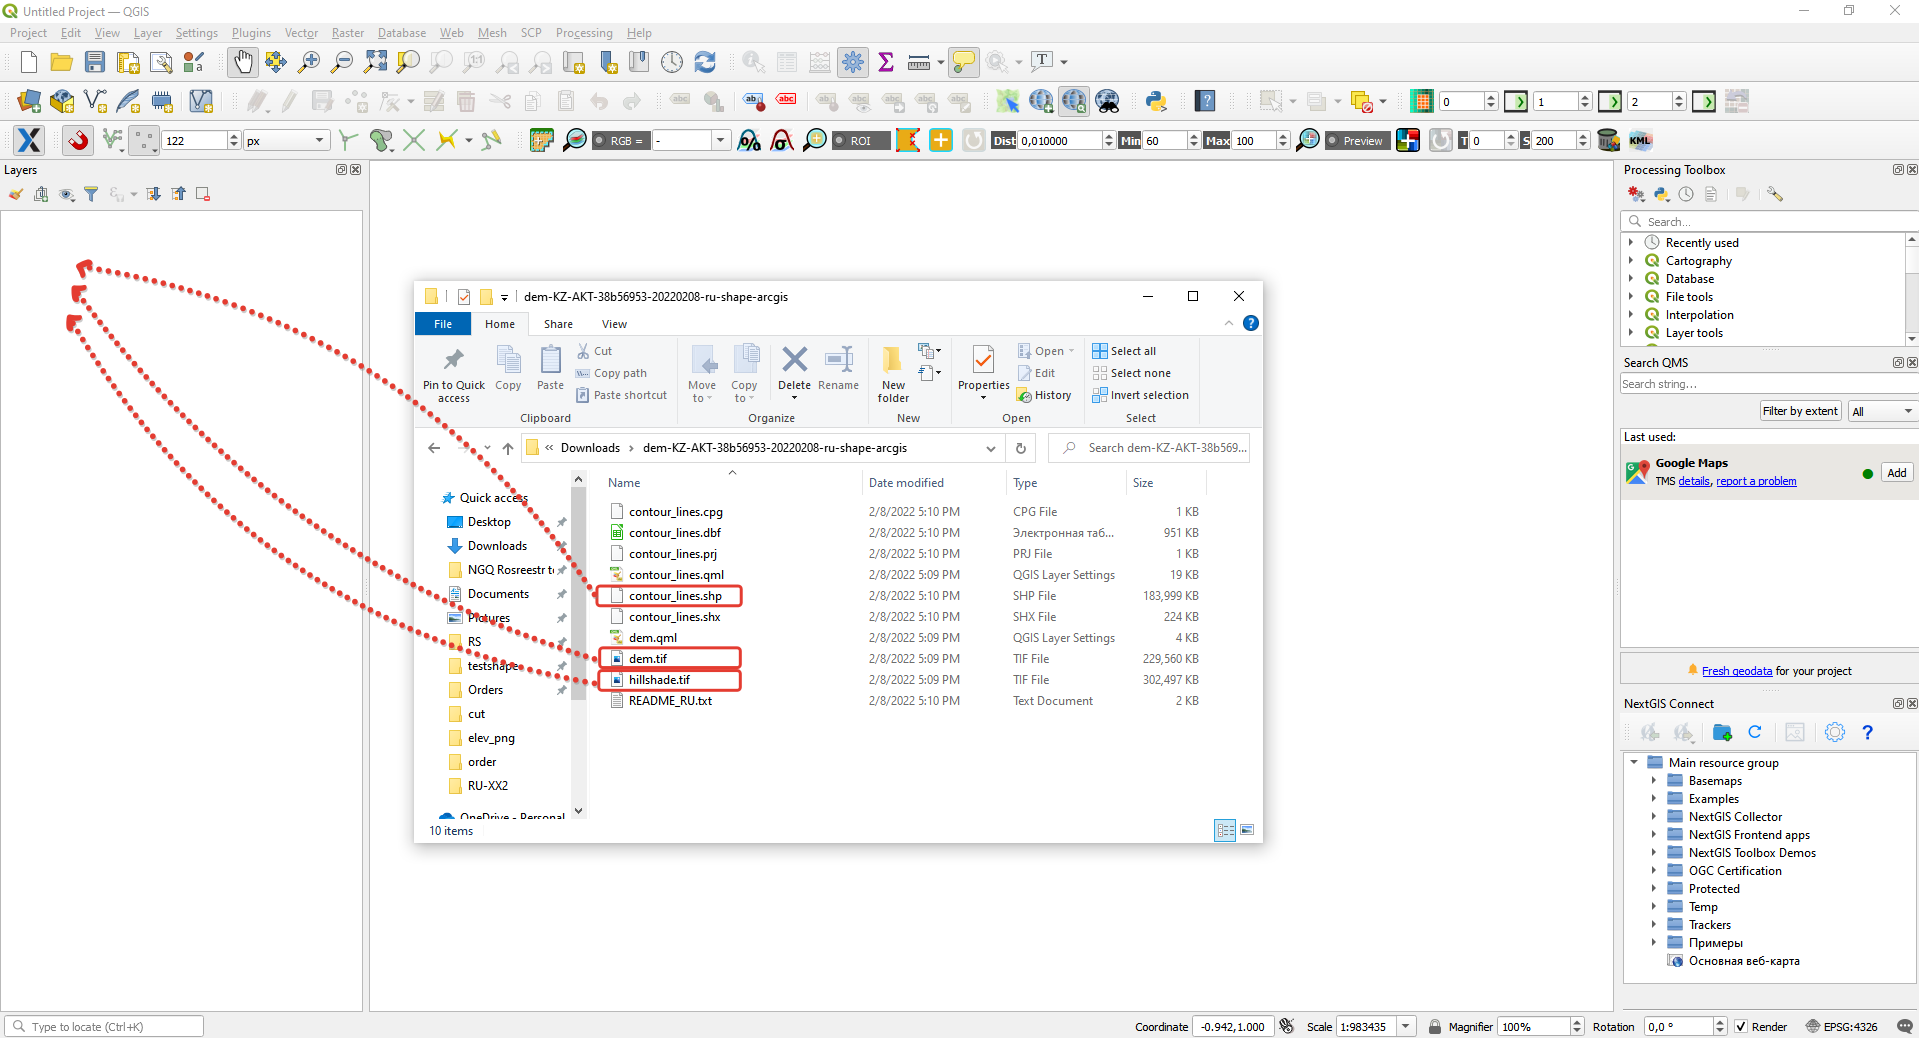 Untitled Project — QGIS
Project Edit View Layer Settings Plugins Vector Raster Database Web Mesh SCP Processing Help
0 1 2
122 px RGB = - ROI Dist 0,010000 Min 60 Max 100 Preview T 0 S 200 KML
Layers
Processing Toolbox
Search...
Recently used
Cartography
Database
File tools
Interpolation
Layer tools
Search QMS
Search string...
Filter by extent All
Last used:
Google Maps
TMS details, report a problem
Add
Fresh geodata for your project
NextGIS Connect
Main resource group
Basemaps
Examples
NextGIS Collector
NextGIS Frontend apps
NextGIS Toolbox Demos
OGC Certification
Protected
Temp
Trackers
Примеры
Основная веб-карта
dem-KZ-AKT-38b56953-20220208-ru-shape-arcgis
File Home Share View
Pin to Quick access
Copy
Paste
Cut
Copy path
Paste shortcut
Clipboard
Move to
Copy to
Delete
Rename
Organize
New folder
New
Properties
Open
Edit
History
Open
Select all
Select none
Invert selection
Select
« Downloads › dem-KZ-AKT-38b56953-20220208-ru-shape-arcgis
Search dem-KZ-AKT-38b569...
Quick access
Desktop
Downloads
NGQ Rosreestr to
Documents
Pictures
RS
testshape
Orders
cut
elev_png
order
RU-XX2
OneDrive - Personal
Name Date modified Type Size
contour_lines.cpg 2/8/2022 5:10 PM CPG File 1 KB
contour_lines.dbf 2/8/2022 5:10 PM Электронная таб... 951 KB
contour_lines.prj 2/8/2022 5:10 PM PRJ File 1 KB
contour_lines.qml 2/8/2022 5:09 PM QGIS Layer Settings 19 KB
contour_lines.shp 2/8/2022 5:10 PM SHP File 183,999 KB
contour_lines.shx 2/8/2022 5:10 PM SHX File 224 KB
dem.qml 2/8/2022 5:09 PM QGIS Layer Settings 4 KB
dem.tif 2/8/2022 5:09 PM TIF File 229,560 KB
hillshade.tif 2/8/2022 5:09 PM TIF File 302,497 KB
README_RU.txt 2/8/2022 5:10 PM Text Document 2 KB
10 items
Type to locate (Ctrl+K)
Coordinate -0.942,1.000 Scale 1:983435 Magnifier 100% Rotation 0,0 ° Render EPSG:4326